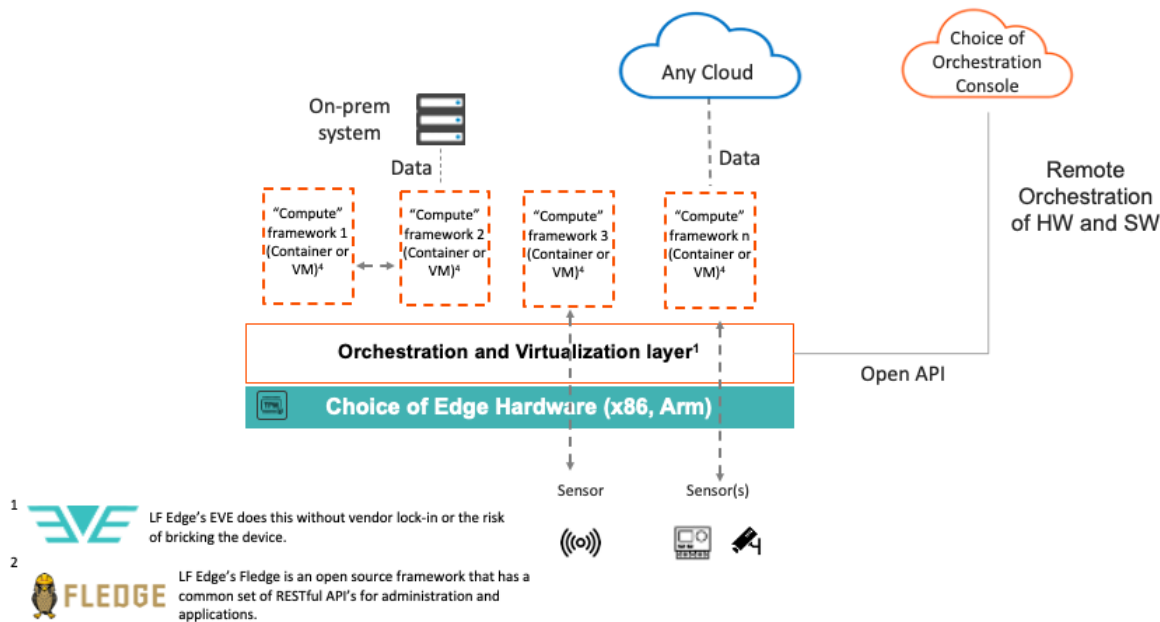 Any Cloud
Choice of
Orchestration
Console
On-prem
system
Data
Data
Remote
Orchestration
of HW and SW
“Compute”
framework 1
(Container or
VM)⁴
“Compute”
framework 2
(Container or
VM)⁴
“Compute”
framework 3
(Container or
VM)⁴
“Compute”
framework n
(Container or
VM)⁴
Orchestration and Virtualization layer¹
Open API
TPM
Choice of Edge Hardware (x86, Arm)
Sensor
Sensor(s)
1
EVE
LF Edge’s EVE does this without vendor lock-in or the risk
of bricking the device.
2
FLEDGE
LF Edge’s Fledge is an open source framework that has a
common set of RESTful API’s for administration and
applications.